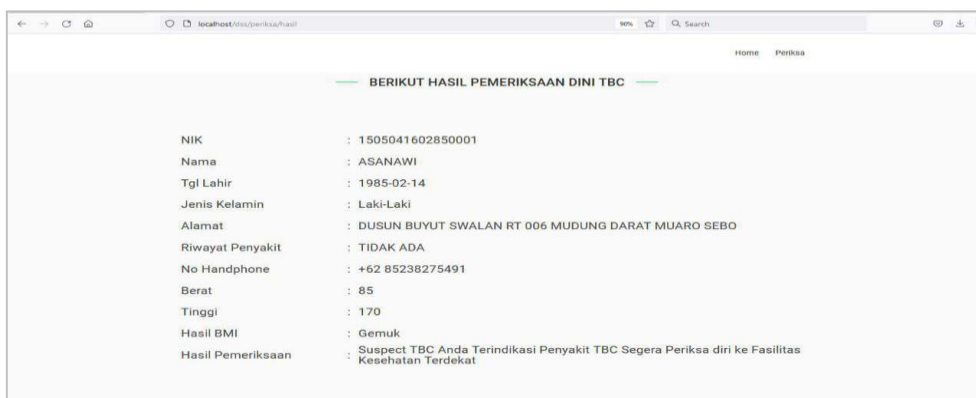 localhost/dss/periksa/hasil
90%
Search
Home Periksa
BERIKUT HASIL PEMERIKSAAN DINI TBC
NIK : 1505041602850001
Nama : ASANAWI
Tgl Lahir : 1985-02-14
Jenis Kelamin : Laki-Laki
Alamat : DUSUN BUYUT SWALAN RT 006 MUDUNG DARAT MUARO SEBO
Riwayat Penyakit : TIDAK ADA
No Handphone : +62 85238275491
Berat : 85
Tinggi : 170
Hasil BMI : Gemuk
Hasil Pemeriksaan : Suspect TBC Anda Terindikasi Penyakit TBC Segera Periksa diri ke Fasilitas
Kesehatan Terdekat